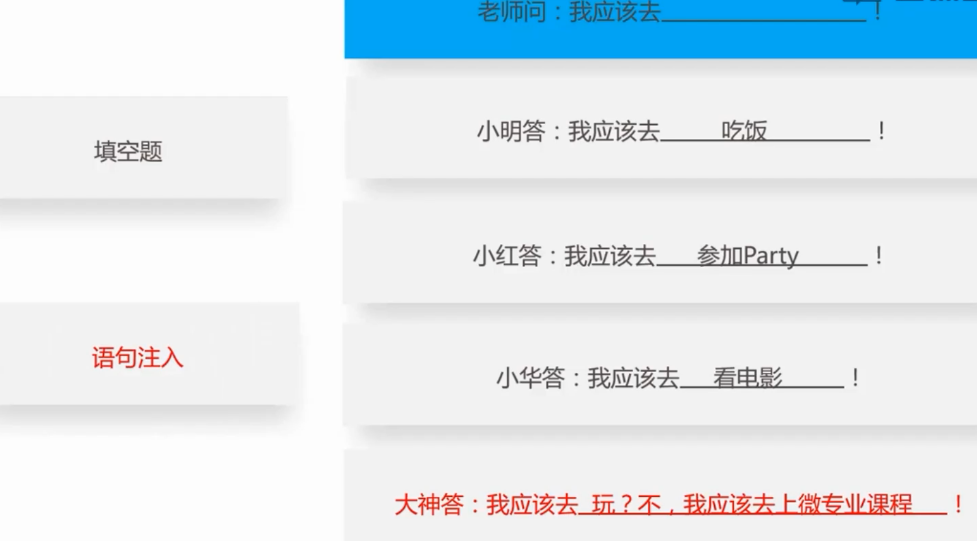 老师问：我应该去____________！
填空题
小明答：我应该去____吃饭____！
小红答：我应该去___参加Party____！
语句注入
小华答：我应该去___看电影____！
大神答：我应该去_玩？不，我应该去上微专业课程__！